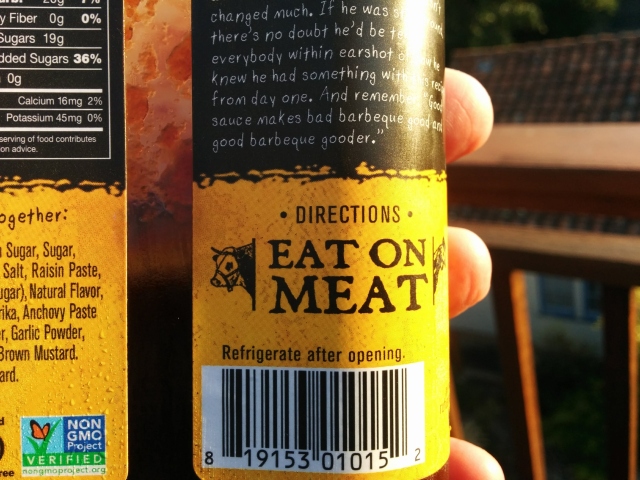 y Fiber 0g 0%
Sugars 19g
dded Sugars 36%
0g
Calcium 16mg 2%
Potassium 45mg 0%
serving of food contributes
on advice.
ogether:
Sugar, Sugar,
Salt, Raisin Paste,
ugar), Natural Flavor,
rika, Anchovy Paste
er, Garlic Powder,
Brown Mustard.
ard.
NON
GMO
Project
VERIFIED
nongmoproject.org
ree
changed much. If he was
there's no doubt he'd be
everybody within earshot
knew he had something
from day one. And remember "Good
sauce makes bad barbeque good and
good barbeque gooder."
• DIRECTIONS •
EAT ON
MEAT
Refrigerate after opening.
8 19153 01015 2